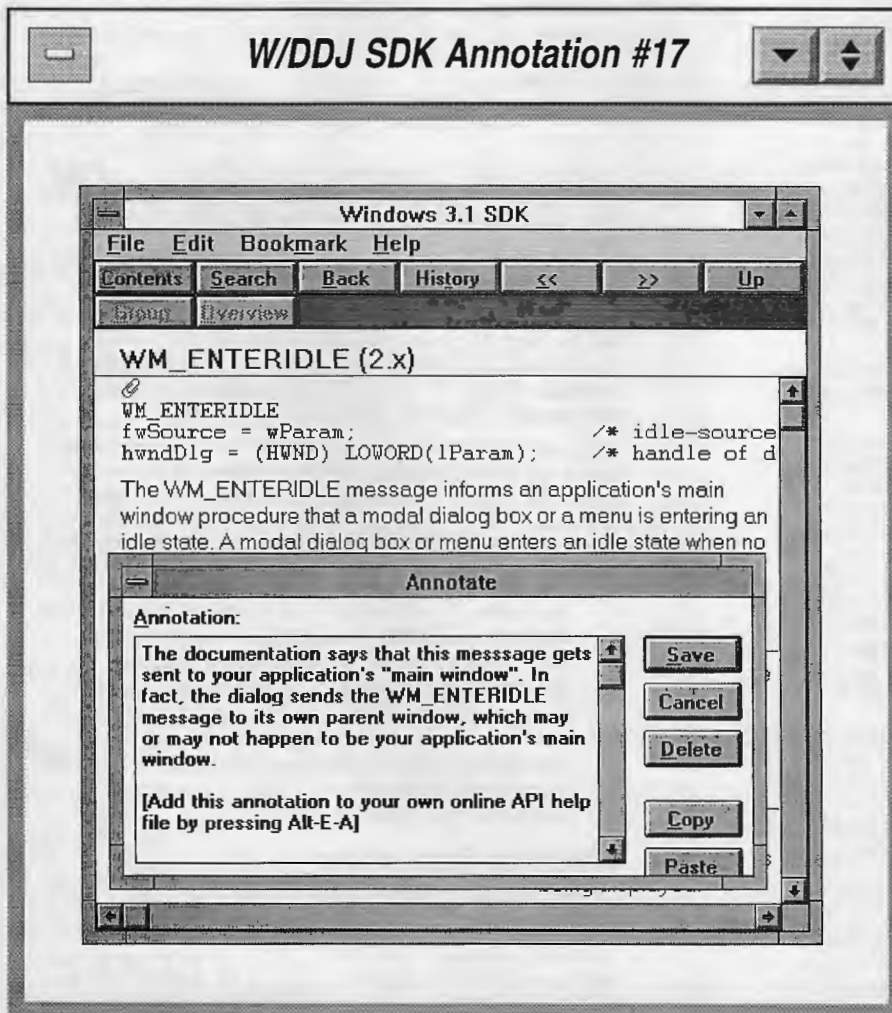 W/DDJ SDK Annotation #17
Windows 3.1 SDK
File Edit Bookmark Help
Contents Search Back History << >> Up
Group Overview
WM_ENTERIDLE (2.x)
WM_ENTERIDLE
fwSource = wParam; /* idle-source
hwndDlg = (HWND) LOWORD(lParam); /* handle of d
The WM_ENTERIDLE message informs an application's main
window procedure that a modal dialog box or a menu is entering an
idle state. A modal dialog box or menu enters an idle state when no
Annotate
Annotation:
The documentation says that this messsage gets
sent to your application's "main window". In
fact, the dialog sends the WM_ENTERIDLE
message to its own parent window, which may
or may not happen to be your application's main
window.
[Add this annotation to your own online API help
file by pressing Alt-E-A]
Save
Cancel
Delete
Copy
Paste